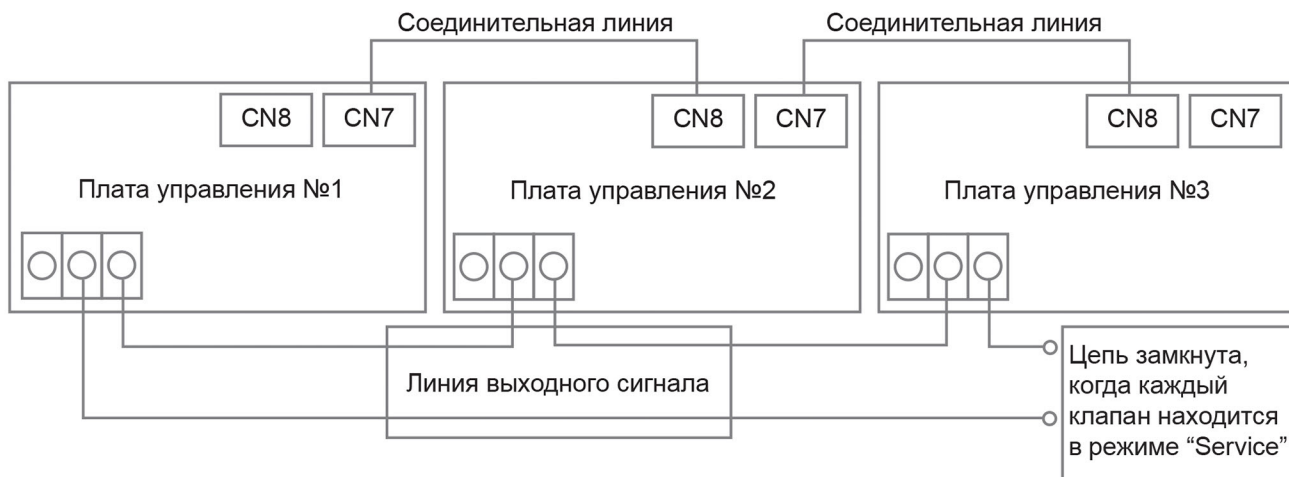 Соединительная линия
Соединительная линия
CN8
CN7
CN8
CN7
CN8
CN7
Плата управления №1
Плата управления №2
Плата управления №3
Линия выходного сигнала
Цепь замкнута,
когда каждый
клапан находится
в режиме “Service”